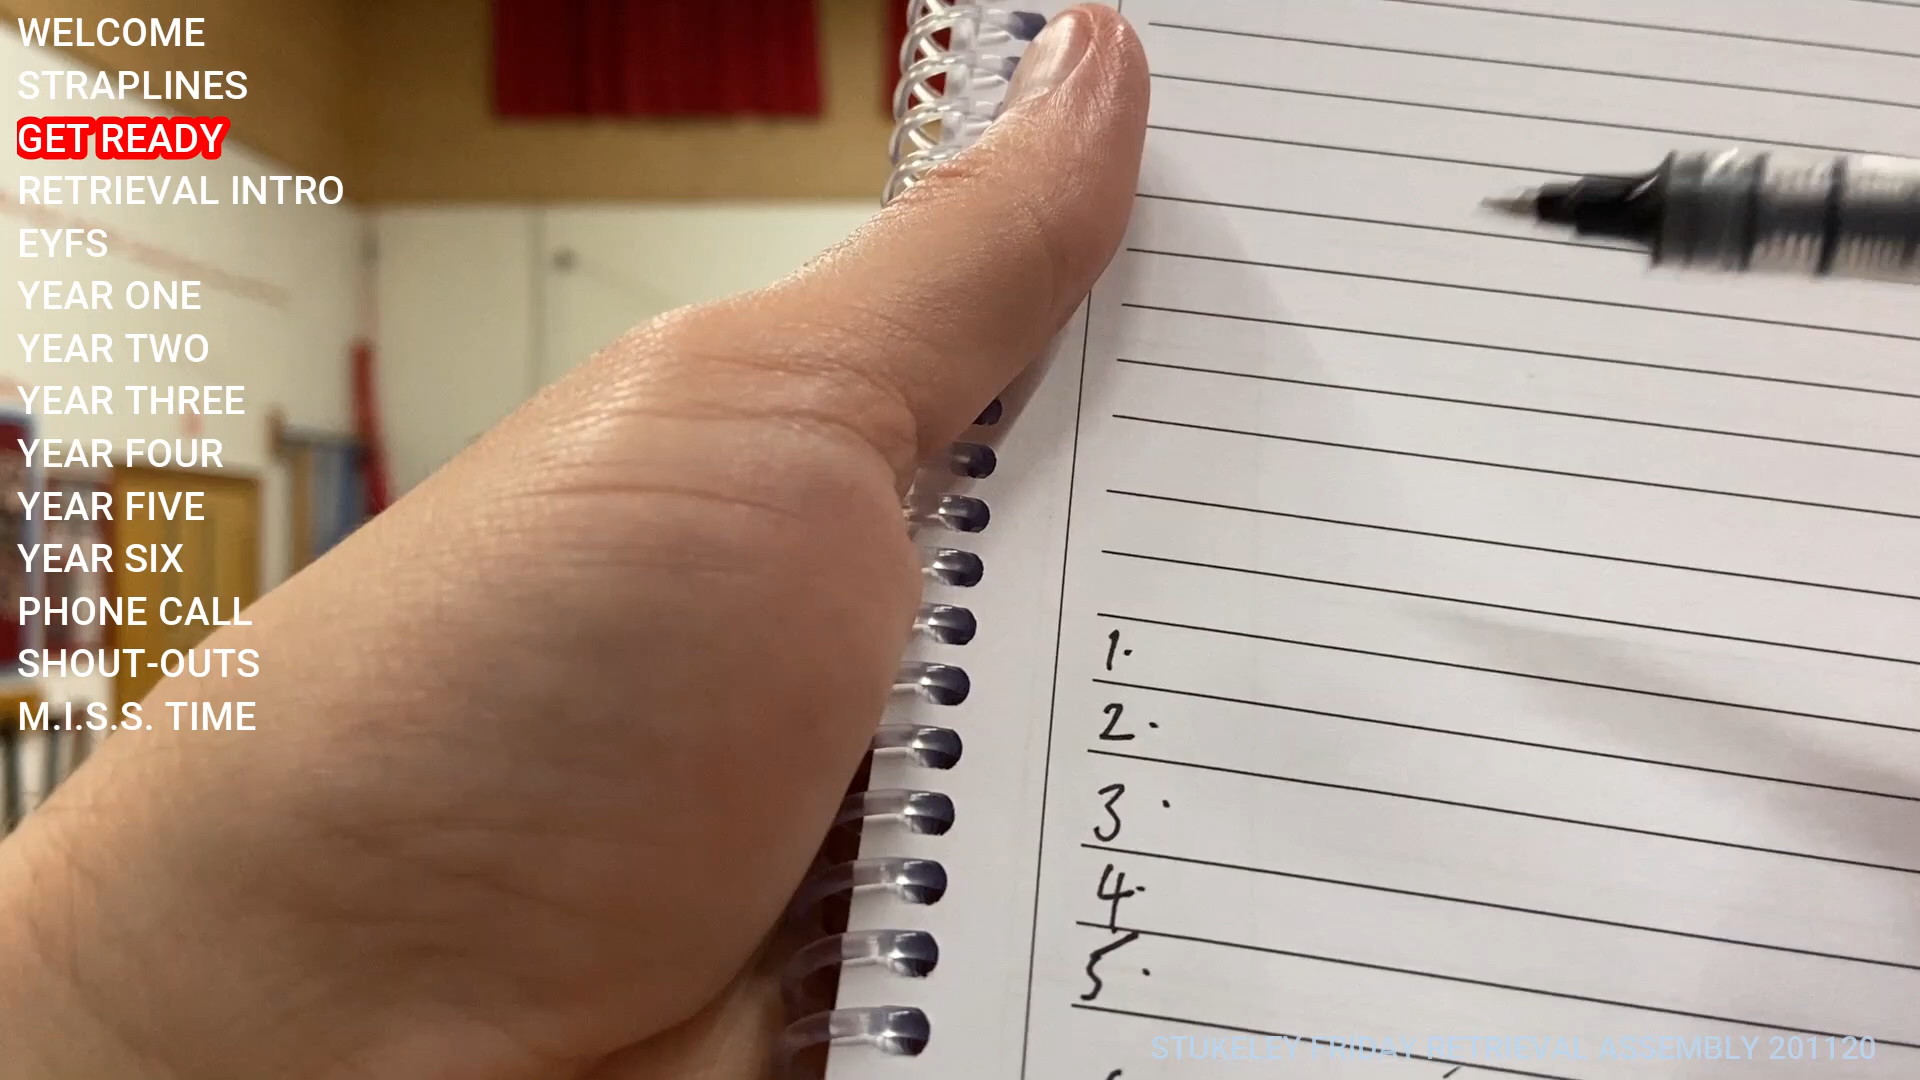 WELCOME
STRAPLINES
GET READY
RETRIEVAL INTRO
EYFS
YEAR ONE
YEAR TWO
YEAR THREE
YEAR FOUR
YEAR FIVE
YEAR SIX
PHONE CALL
SHOUT-OUTS
M.I.S.S. TIME
1.
2.
3.
4.
5.
STUKELEY FRIDAY RETRIEVAL ASSEMBLY 201120